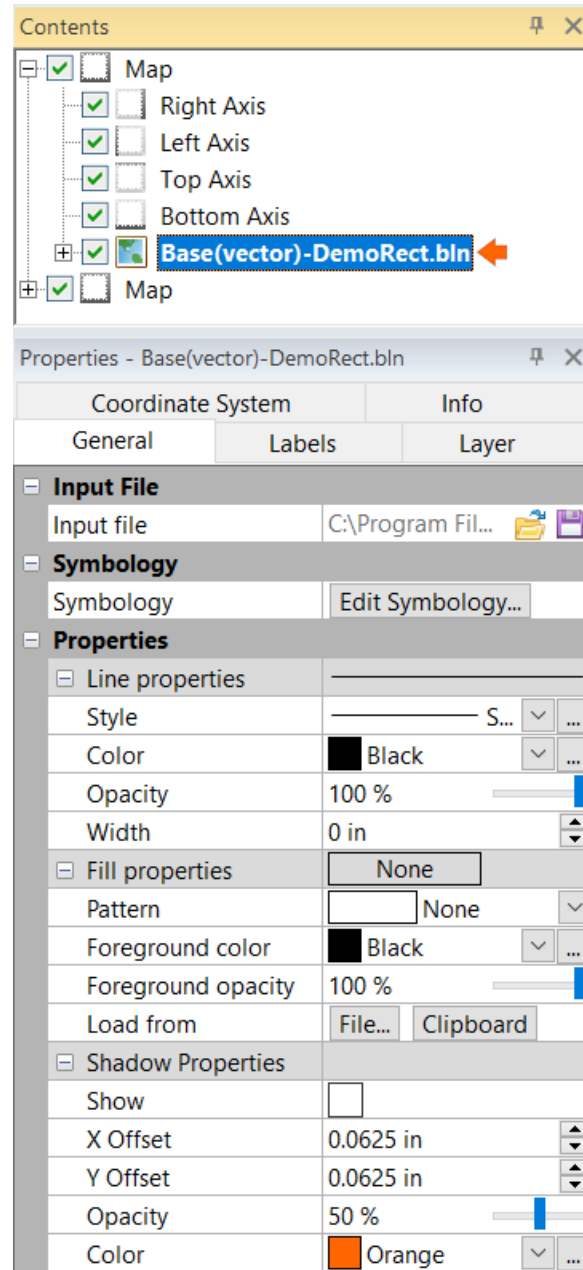 Contents
Map
Right Axis
Left Axis
Top Axis
Bottom Axis
Base(vector)-DemoRect.bln
Map
Properties - Base(vector)-DemoRect.bln
Coordinate System Info
General Labels Layer
Input File
Input file C:\Program Fil...
Symbology
Symbology Edit Symbology...
Properties
Line properties
Style S... ...
Color Black ...
Opacity 100 %
Width 0 in
Fill properties None
Pattern None
Foreground color Black ...
Foreground opacity 100 %
Load from File... Clipboard
Shadow Properties
Show
X Offset 0.0625 in
Y Offset 0.0625 in
Opacity 50 %
Color Orange ...